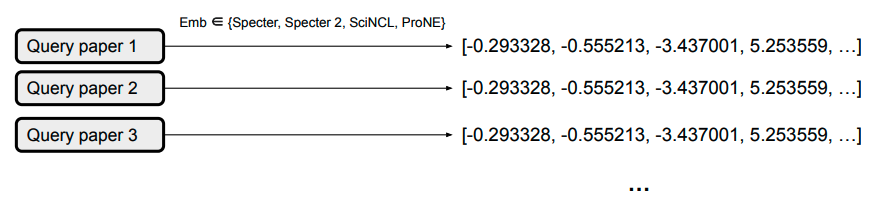 Emb ∈ {Specter, Specter 2, SciNCL, ProNE}
Query paper 1 [-0.293328, -0.555213, -3.437001, 5.253559, …]
Query paper 2 [-0.293328, -0.555213, -3.437001, 5.253559, …]
Query paper 3 [-0.293328, -0.555213, -3.437001, 5.253559, …]
…